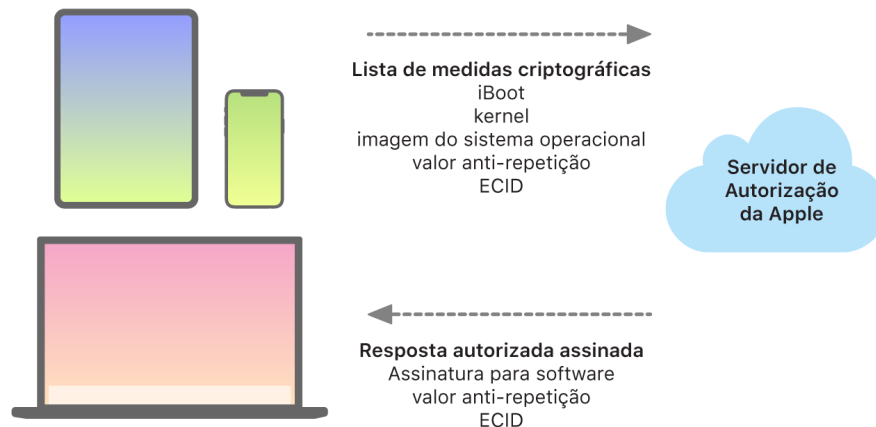 Lista de medidas criptográficas
iBoot
kernel
imagem do sistema operacional
valor anti-repetição
ECID
Servidor de
Autorização
da Apple
Resposta autorizada assinada
Assinatura para software
valor anti-repetição
ECID